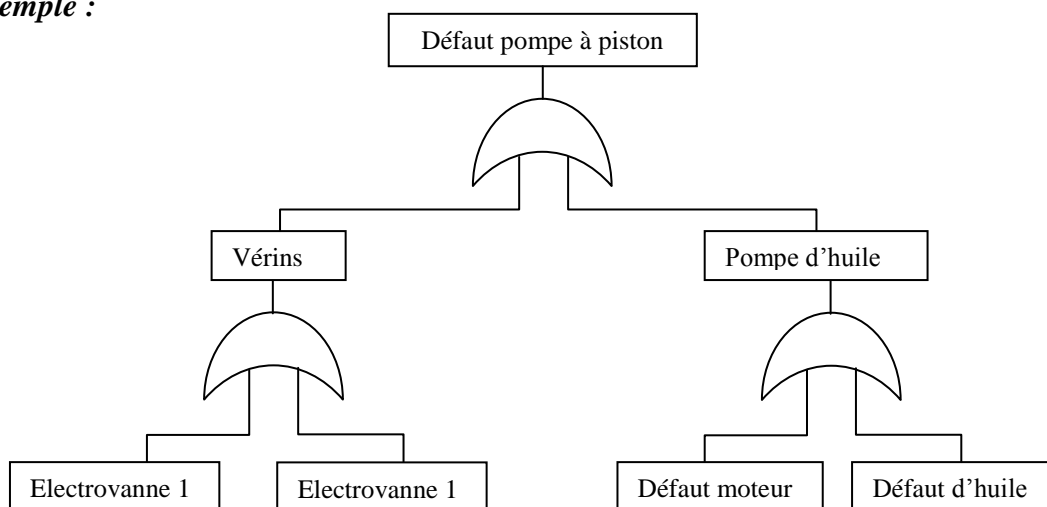 emple :
Défaut pompe à piston
Vérins
Pompe d’huile
Electrovanne 1
Electrovanne 1
Défaut moteur
Défaut d’huile